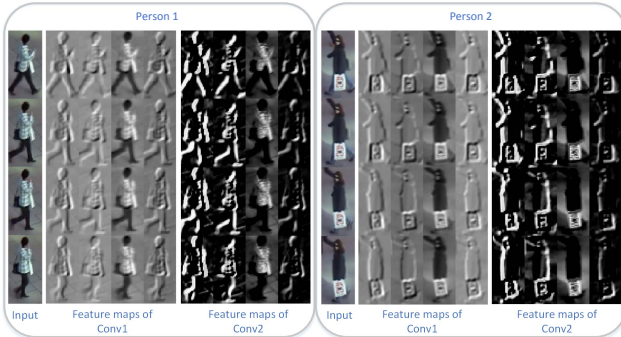 Person 1
Person 2
Input
Feature maps of
Conv1
Feature maps of
Conv2
Input
Feature maps of
Conv1
Feature maps of
Conv2